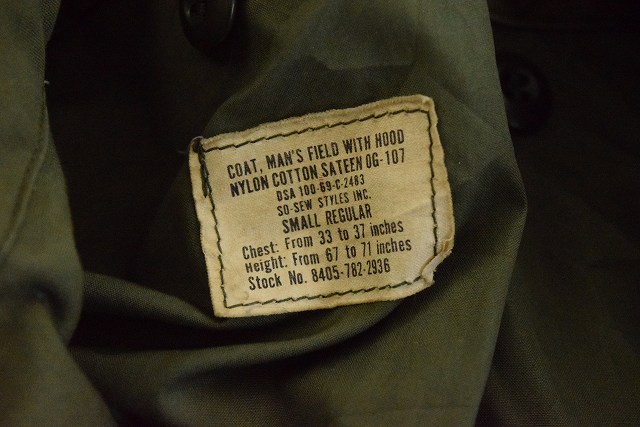 COAT, MAN'S FIELD WITH HOOD
NYLON COTTON SATEEN OG-107
DSA 100-69-C-2483
SO-SEW STYLES INC.
SMALL REGULAR
Chest: From 33 to 37 inches
Height: From 67 to 71 inches
Stock No. 8405-782-2936